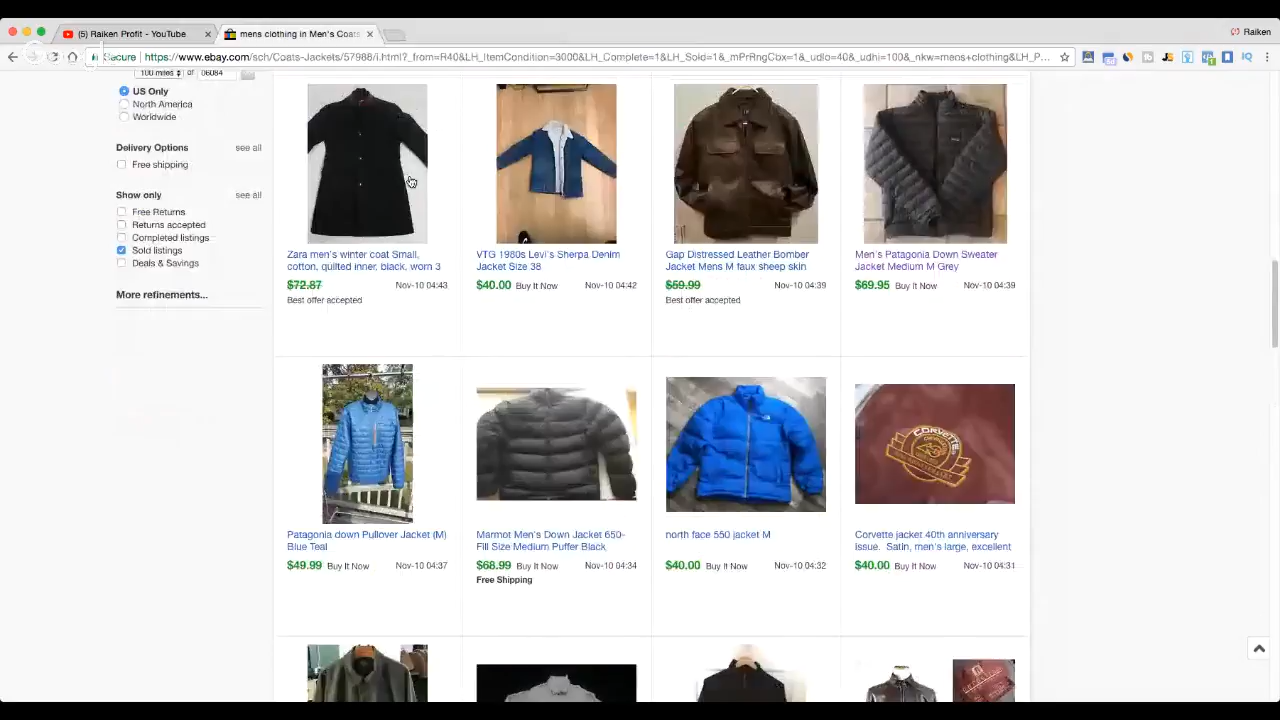 (5) Raiken Profit - YouTube
mens clothing in Men's Coats
Raiken
Secure
https://www.ebay.com/sch/Coats-Jackets/57988/i.html?_from=R40&LH_ItemCondition=3000&LH_Complete=1&LH_Sold=1&_mPrRngCbx=1&_udlo=40&_udhi=100&_nkw=mens+clothing&LH_P...
100 miles of 06084
US Only
North America
Worldwide
Delivery Options see all
Free shipping
Show only see all
Free Returns
Returns accepted
Completed listings
Sold listings
Deals & Savings
More refinements...
Zara men's winter coat Small,
cotton, quilted inner, black, worn 3
$72.87 Nov-10 04:43
Best offer accepted
VTG 1980s Levi's Sherpa Denim
Jacket Size 38
$40.00 Buy It Now Nov-10 04:42
Gap Distressed Leather Bomber
Jacket Mens M faux sheep skin
$59.99 Nov-10 04:39
Best offer accepted
Men's Patagonia Down Sweater
Jacket Medium M Grey
$69.95 Buy It Now Nov-10 04:39
Patagonia down Pullover Jacket (M)
Blue Teal
$49.99 Buy It Now Nov-10 04:37
Marmot Men's Down Jacket 650-
Fill Size Medium Puffer Black
$68.99 Buy It Now Nov-10 04:34
Free Shipping
north face 550 jacket M
$40.00 Buy It Now Nov-10 04:32
CORVETTE
Corvette jacket 40th anniversary
issue. Satin, men's large, excellent
$40.00 Buy It Now Nov-10 04:31